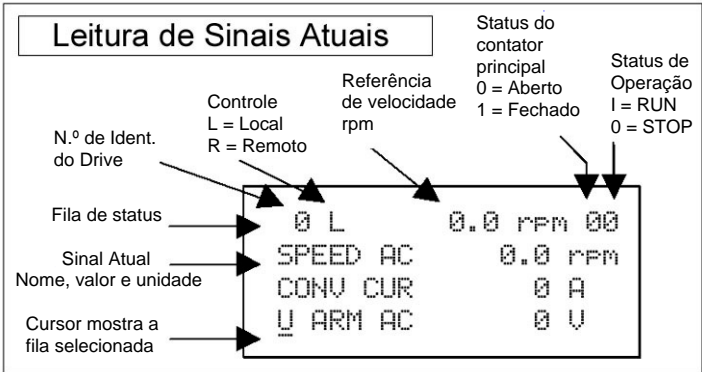 Leitura de Sinais Atuais
Status do
contator
principal
0 = Aberto
1 = Fechado
Status de
Operação
I = RUN
0 = STOP
Referência
de velocidade
rpm
Controle
L = Local
R = Remoto
N.º de Ident.
do Drive
Fila de status
Sinal Atual
Nome, valor e unidade
Cursor mostra a
fila selecionada
0 L 0.0 rpm 00
SPEED AC 0.0 rpm
CONV CUR 0 A
U ARM AC 0 V